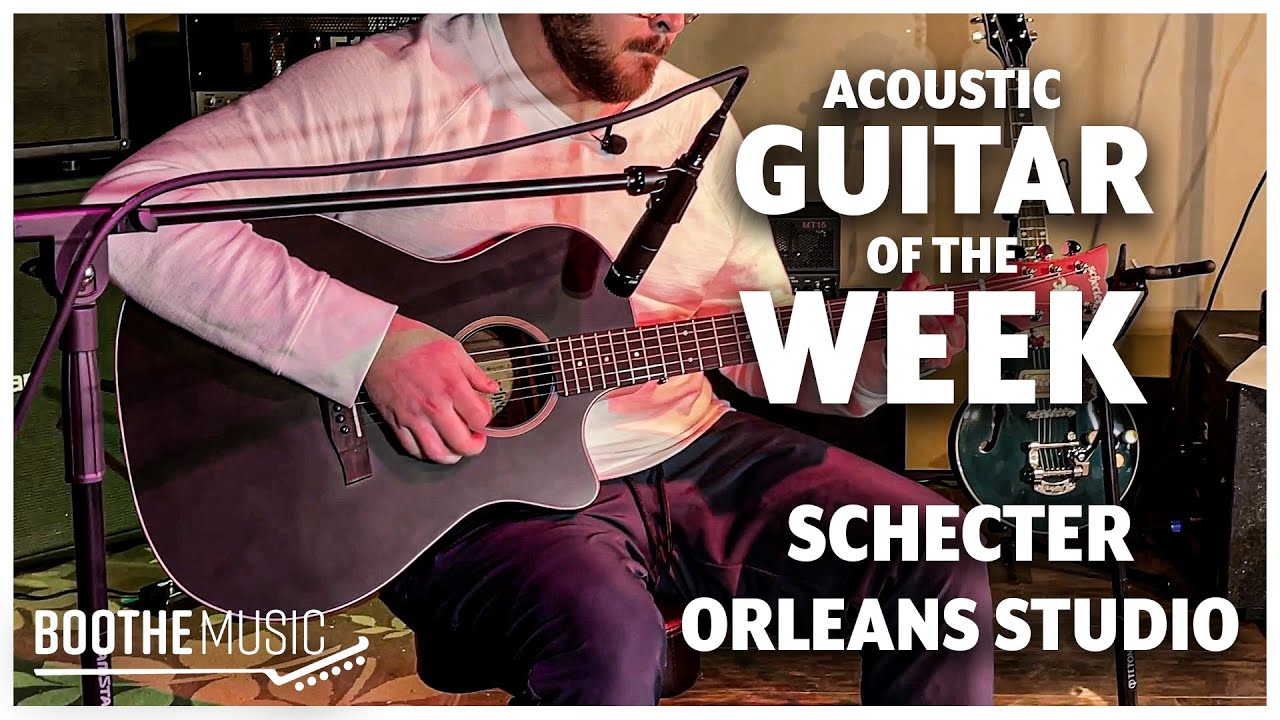 ACOUSTIC
GUITAR
OF THE
WEEK
MT15
SCHECTER
ORLEANS STUDIO
BOOTHE MUSIC